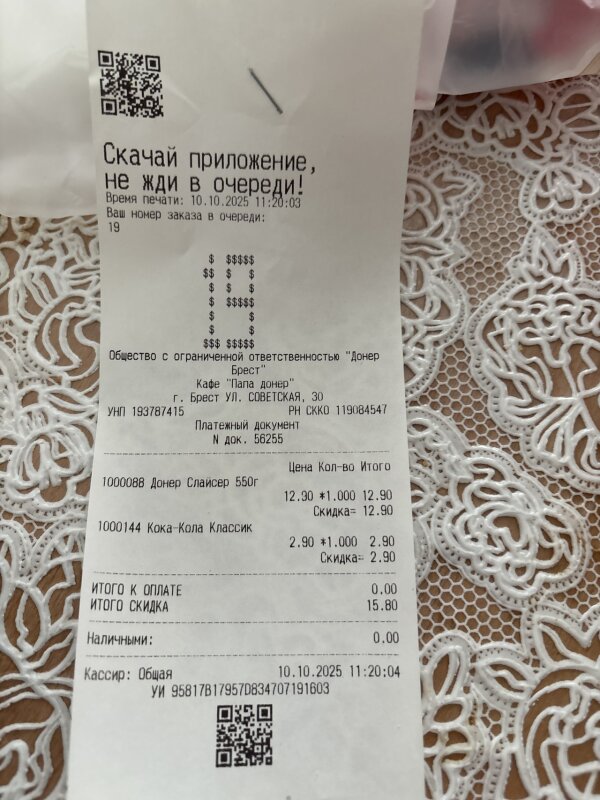 Скачай приложение,
не жди в очереди!
Время печати: 10.10.2025 11:20:03
Ваш номер заказа в очереди:
19
$ $$$$$
$$ $ $
$ $ $
$ $$$$$
$ $
$ $
$$$ $$$$$
Общество с ограниченной ответственностью "Донер
Брест"
Кафе "Папа донер"
г. Брест УЛ. СОВЕТСКАЯ, 30
УНП 193787415 РН СККО 119084547
Платежный документ
N док. 56255
Цена Кол-во Итого
1000088 Донер Слайсер 550г
12.90 *1.000 12.90
Скидка= 12.90
1000144 Кока-Кола Классик
2.90 *1.000 2.90
Скидка= 2.90
ИТОГО К ОПЛАТЕ 0.00
ИТОГО СКИДКА 15.80
Наличными: 0.00
Кассир: Общая 10.10.2025 11:20:04
УИ 95817B17957D834707191603